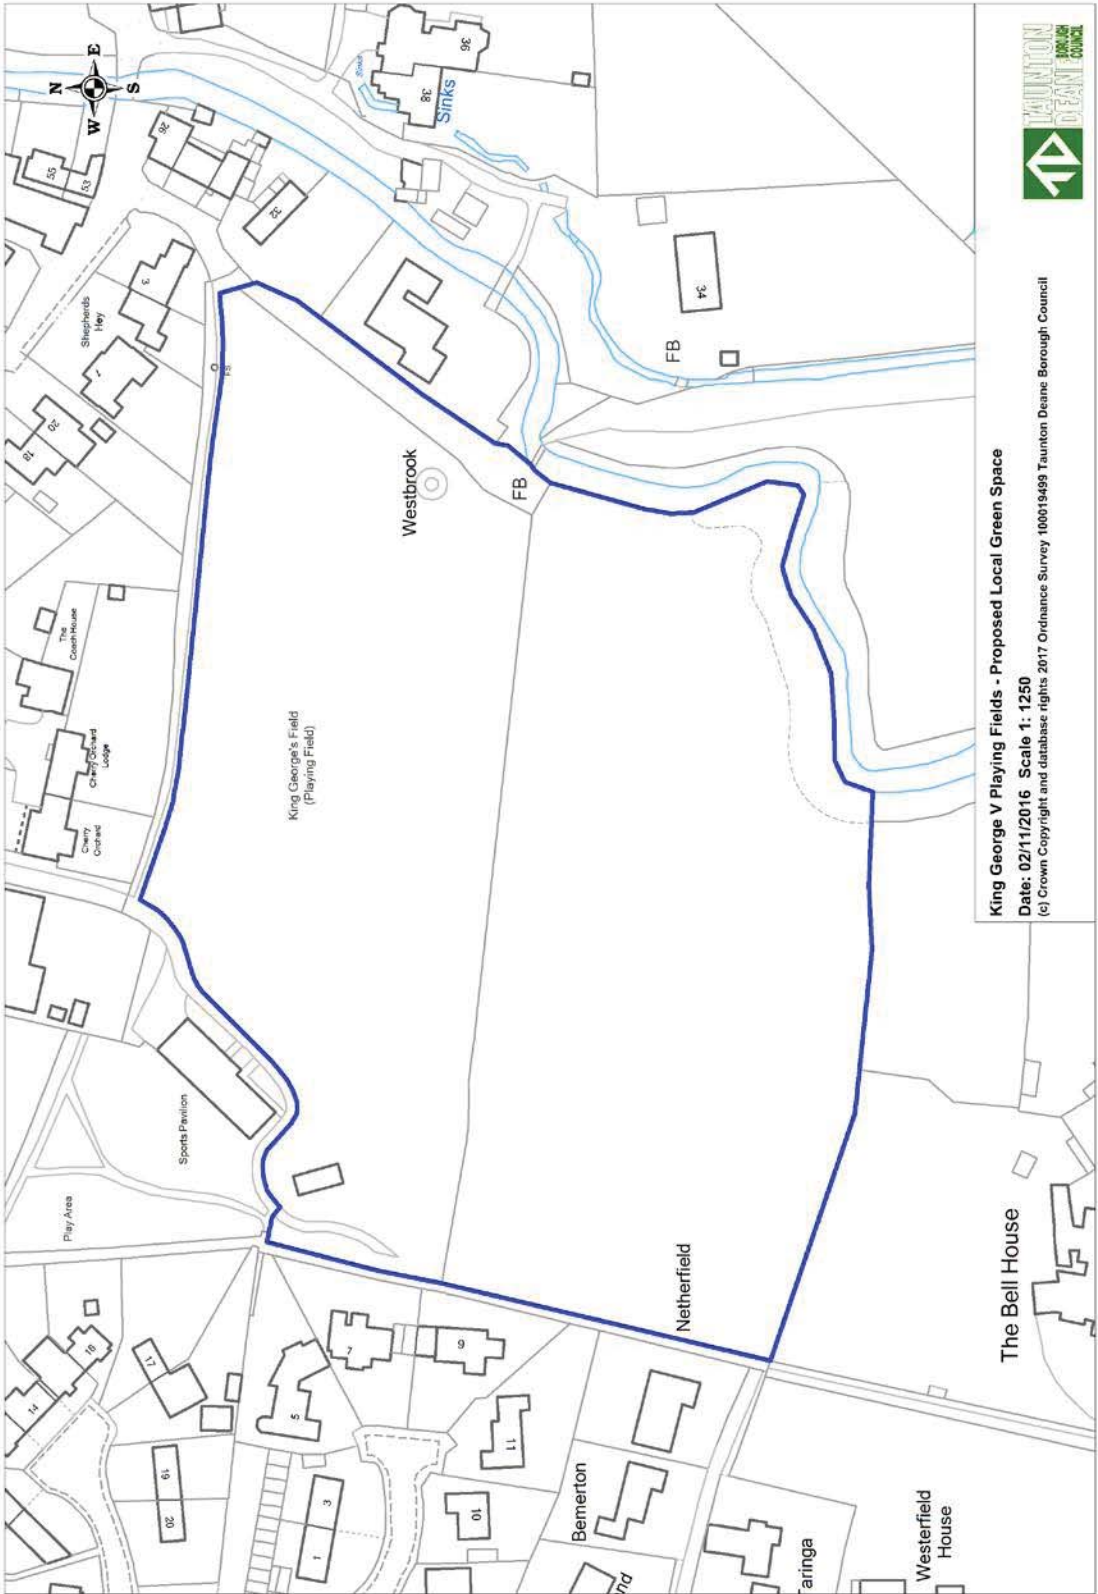 N
W
E
S
55
53
26
36
38
Sinks
Sinks
32
34
FB
3
Shepherds
Hey
1
20
18
FS
Westbrook
FB
The
Coach House
Cherry Orchard
Lodge
Cherry
Orchard
King George's Field
(Playing Field)
Sports Pavilion
Play Area
14
16
17
19
20
5
7
9
11
3
1
10
Netherfield
Bemerton
The Bell House
Westerfield
House
King George V Playing Fields - Proposed Local Green Space
Date: 02/11/2016 Scale 1: 1250
(c) Crown Copyright and database rights 2017 Ordnance Survey 100019499 Taunton Deane Borough Council
TAUNTON
DEANE BOROUGH
COUNCIL